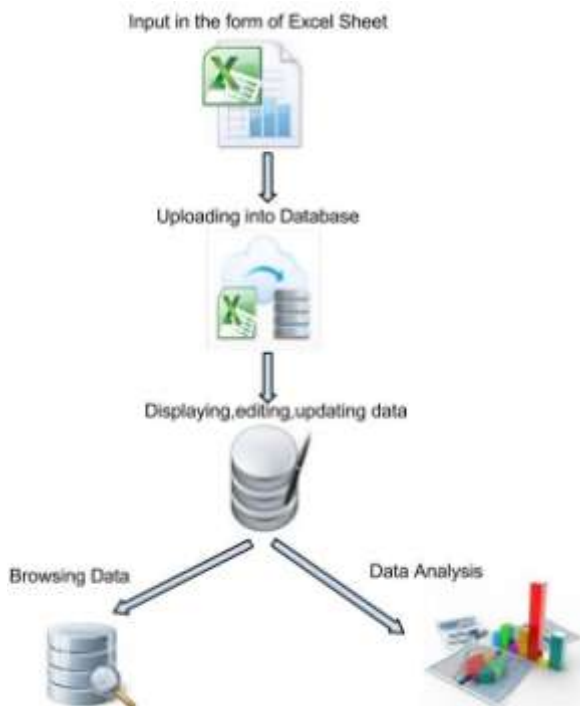 Input in the form of Excel Sheet
Uploading into Database
Displaying,editing,updating data
Browsing Data
Data Analysis